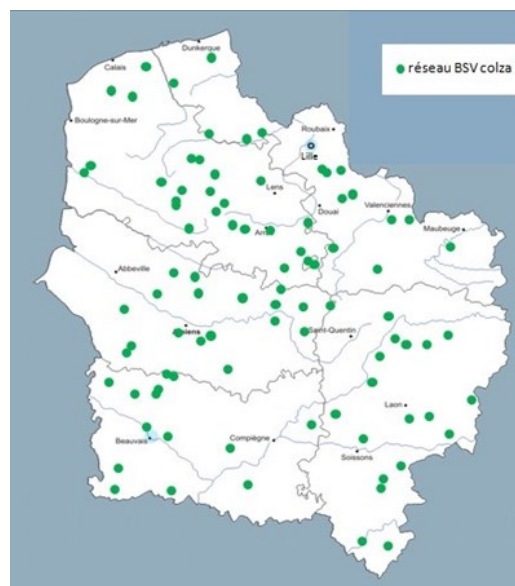 Dunkerque
Calais
réseau BSV colza
Boulogne-sur-Mer
Roubaix
Lille
Lens
Douai
Valenciennes
Maubeuge
Abbeville
Saint-Quentin
Laon
Beauvais
Compiègne
Soissons